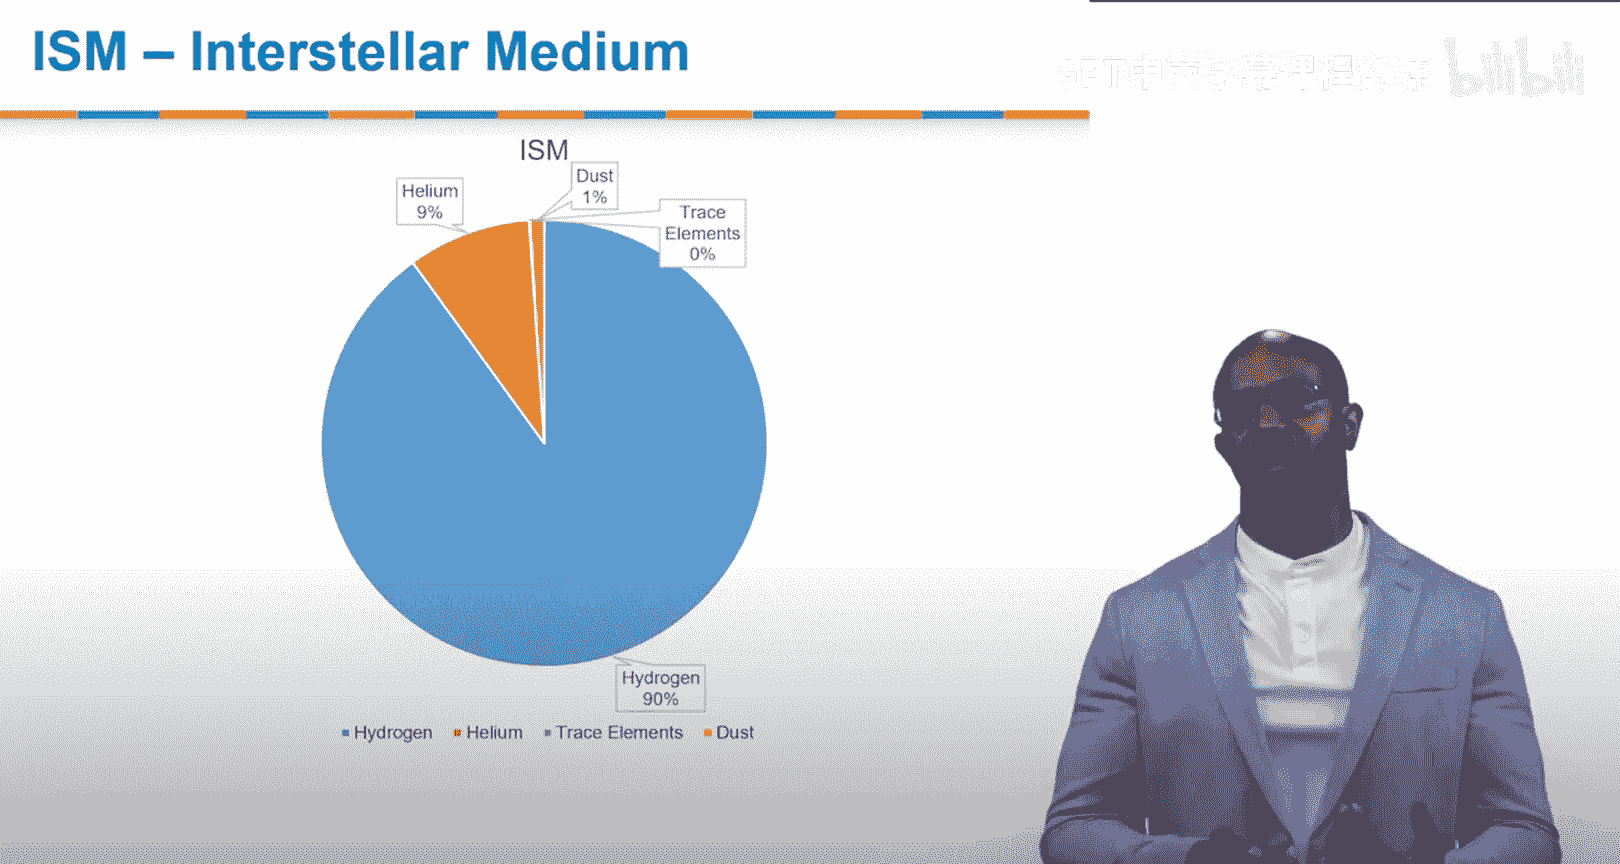 ISM – Interstellar Medium
bilibili
ISM
Dust
1%
Helium
9%
Trace
Elements
0%
Hydrogen
90%
Hydrogen
Helium
Trace Elements
Dust